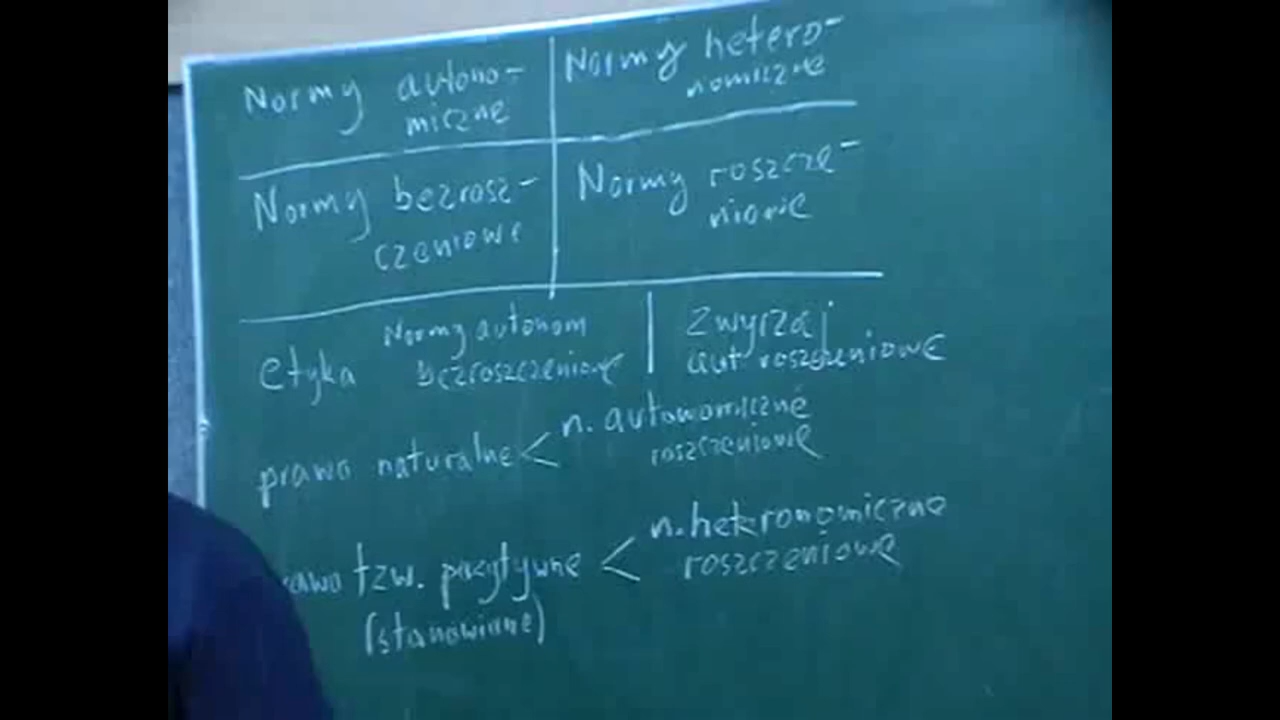 Normy autono-
miczne
Normy hetero-
nomiczne
Normy bezrosz-
czeniowe
Normy roszcze-
niowe
etyka
Normy autonom
bezroszczeniowe
zwyczaj
aut. roszczeniowe
prawo naturalne < n. autonomiczne
roszczeniowe
prawo tzw. pozytywne < n. heteronomiczne
roszczeniowe
(stanowione)